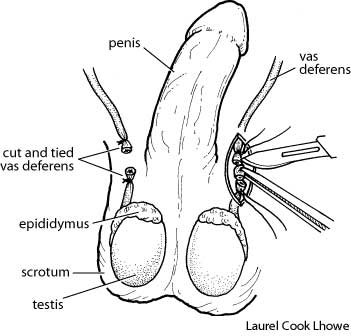 penis
vas
deferens
cut and tied
vas deferens
epididymus
scrotum
testis
Laurel Cook Lhowe